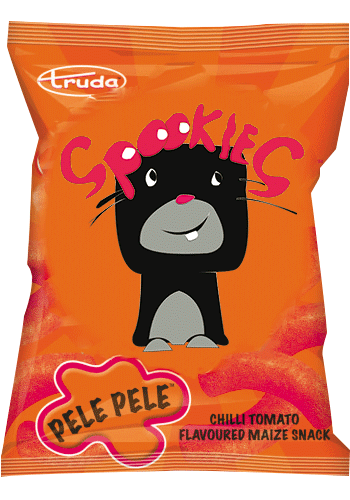 truda
SPOOKIES
PELE PELE™
CHILLI TOMATO
FLAVOURED MAIZE SNACK